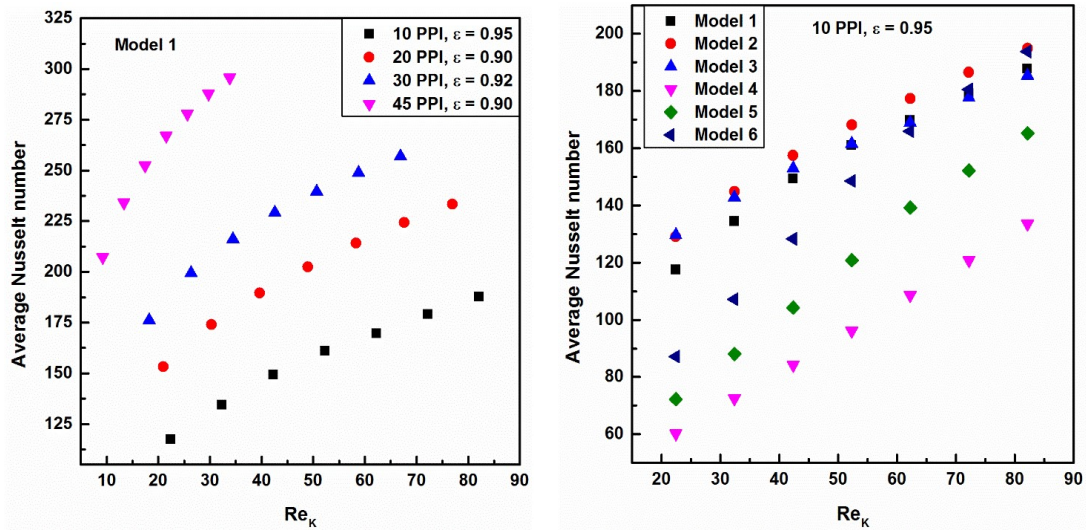 Model 1
10 PPI, ε = 0.95
20 PPI, ε = 0.90
30 PPI, ε = 0.92
45 PPI, ε = 0.90
Average Nusselt number
325
300
275
250
225
200
175
150
125
10 20 30 40 50 60 70 80 90
Re_K
Model 1
Model 2
Model 3
Model 4
Model 5
Model 6
10 PPI, ε = 0.95
Average Nusselt number
200
180
160
140
120
100
80
60
20 30 40 50 60 70 80 90
Re_K